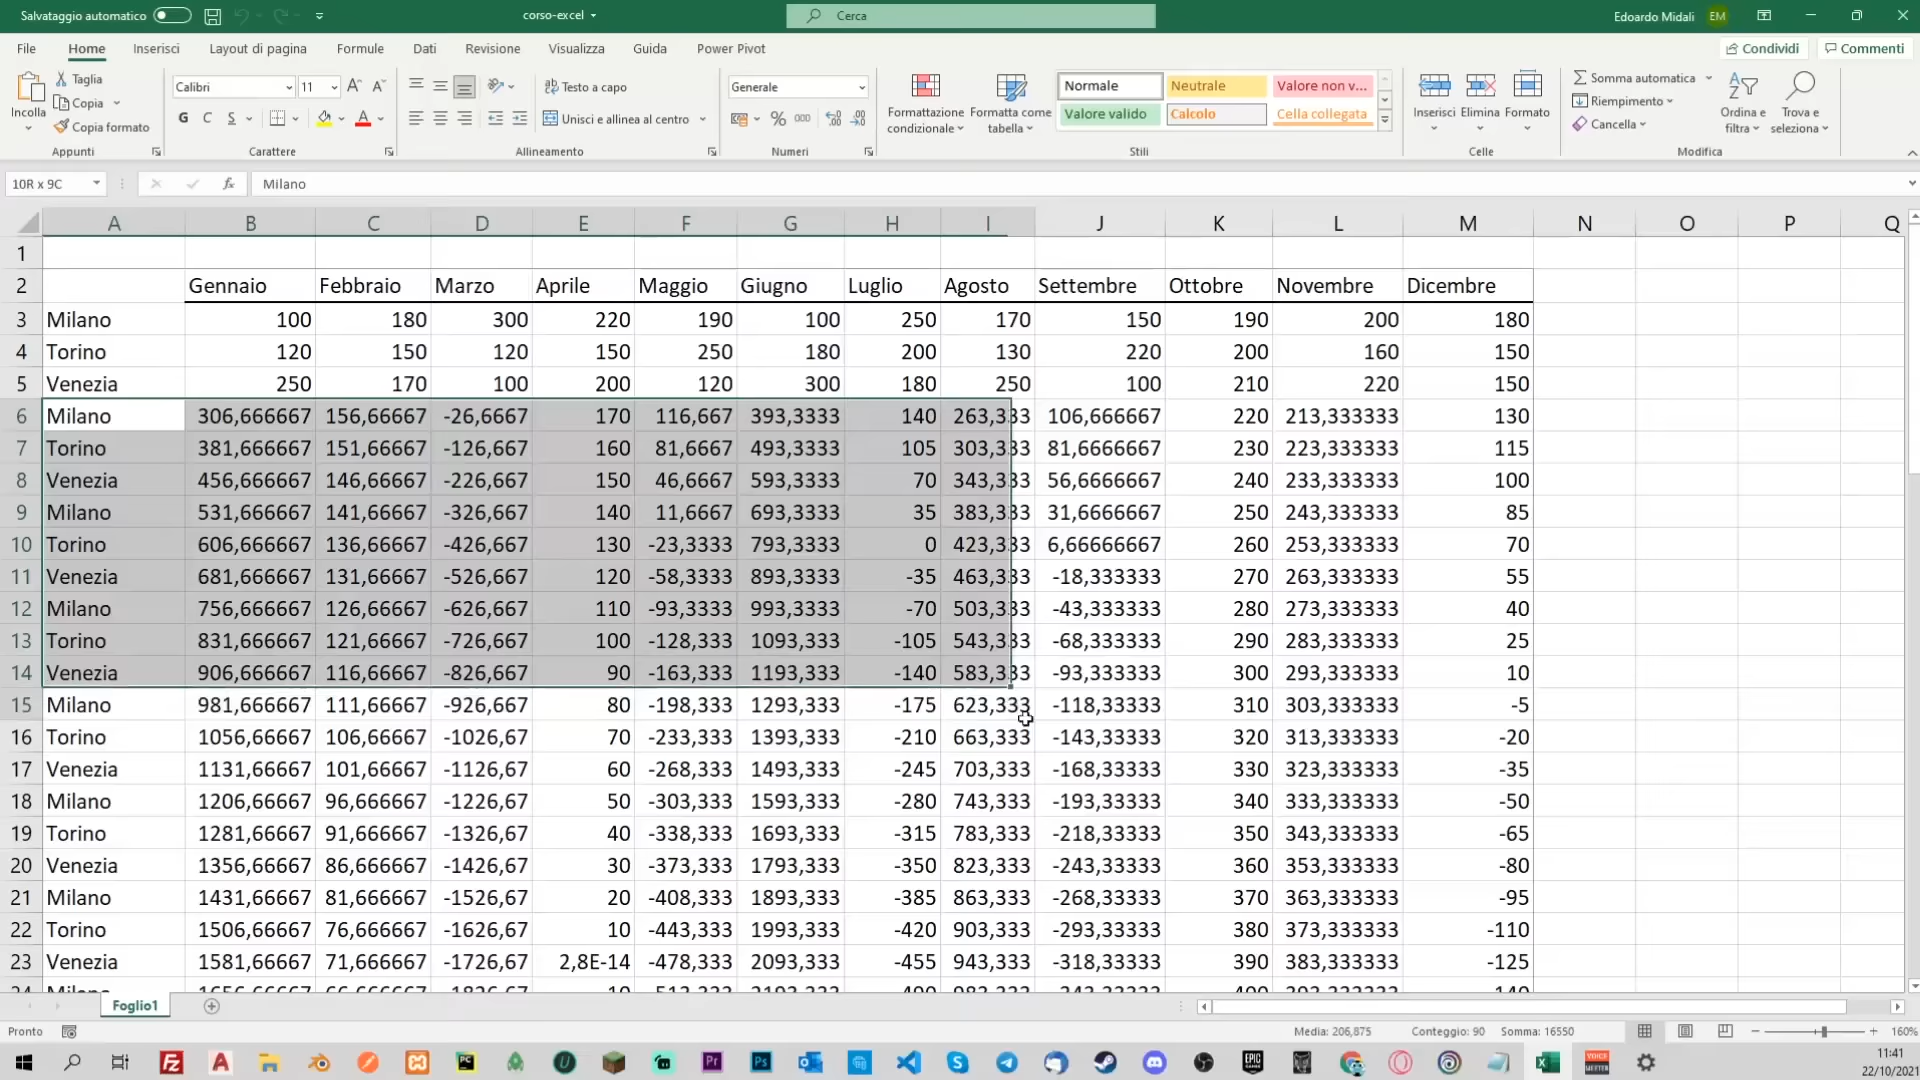 Salvataggio automatico corso-excel Cerca Edoardo Midali EM
File Home Inserisci Layout di pagina Formule Dati Revisione Visualizza Guida Power Pivot Condividi Commenti
Incolla Taglia Copia Copia formato Appunti
Calibri 11 G C S Carattere
Testo a capo Unisci e allinea al centro Allineamento
Generale % 000 Numeri
Formattazione condizionale Formatta come tabella Normale Neutrale Valore non v... Valore valido Calcolo Cella collegata Stili
Inserisci Elimina Formato Celle
Somma automatica Riempimento Cancella Ordina e filtra Trova e seleziona Modifica
10R x 9C fx Milano
A B C D E F G H I J K L M N O P Q
1
2 Gennaio Febbraio Marzo Aprile Maggio Giugno Luglio Agosto Settembre Ottobre Novembre Dicembre
3 Milano 100 180 300 220 190 100 250 170 150 190 200 180
4 Torino 120 150 120 150 250 180 200 130 220 200 160 150
5 Venezia 250 170 100 200 120 300 180 250 100 210 220 150
6 Milano 306,666667 156,66667 -26,6667 170 116,667 393,3333 140 263,333 106,666667 220 213,333333 130
7 Torino 381,666667 151,66667 -126,667 160 81,6667 493,3333 105 303,333 81,6666667 230 223,333333 115
8 Venezia 456,666667 146,66667 -226,667 150 46,6667 593,3333 70 343,333 56,6666667 240 233,333333 100
9 Milano 531,666667 141,66667 -326,667 140 11,6667 693,3333 35 383,333 31,6666667 250 243,333333 85
10 Torino 606,666667 136,66667 -426,667 130 -23,3333 793,3333 0 423,333 6,66666667 260 253,333333 70
11 Venezia 681,666667 131,66667 -526,667 120 -58,3333 893,3333 -35 463,333 -18,333333 270 263,333333 55
12 Milano 756,666667 126,66667 -626,667 110 -93,3333 993,3333 -70 503,333 -43,333333 280 273,333333 40
13 Torino 831,666667 121,66667 -726,667 100 -128,333 1093,333 -105 543,333 -68,333333 290 283,333333 25
14 Venezia 906,666667 116,66667 -826,667 90 -163,333 1193,333 -140 583,333 -93,333333 300 293,333333 10
15 Milano 981,666667 111,66667 -926,667 80 -198,333 1293,333 -175 623,333 -118,33333 310 303,333333 -5
16 Torino 1056,66667 106,66667 -1026,67 70 -233,333 1393,333 -210 663,333 -143,33333 320 313,333333 -20
17 Venezia 1131,66667 101,66667 -1126,67 60 -268,333 1493,333 -245 703,333 -168,33333 330 323,333333 -35
18 Milano 1206,66667 96,666667 -1226,67 50 -303,333 1593,333 -280 743,333 -193,33333 340 333,333333 -50
19 Torino 1281,66667 91,666667 -1326,67 40 -338,333 1693,333 -315 783,333 -218,33333 350 343,333333 -65
20 Venezia 1356,66667 86,666667 -1426,67 30 -373,333 1793,333 -350 823,333 -243,33333 360 353,333333 -80
21 Milano 1431,66667 81,666667 -1526,67 20 -408,333 1893,333 -385 863,333 -268,33333 370 363,333333 -95
22 Torino 1506,66667 76,666667 -1626,67 10 -443,333 1993,333 -420 903,333 -293,33333 380 373,333333 -110
23 Venezia 1581,66667 71,666667 -1726,67 2,8E-14 -478,333 2093,333 -455 943,333 -318,33333 390 383,333333 -125
Foglio1
Pronto Media: 206,875 Conteggio: 90 Somma: 16550 160%
11:41
22/10/2021